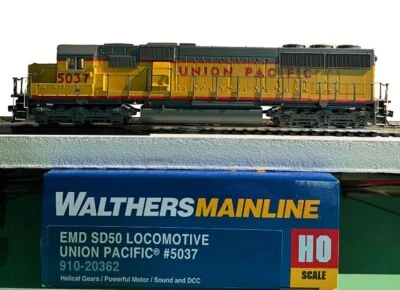 5037 UNION PACIFIC
WALTHERSMAINLINE
EMD SD50 LOCOMOTIVE
UNION PACIFIC® #5037
910-20362
Helical Gears / Powerful Motor / Sound and DCC
HO
SCALE